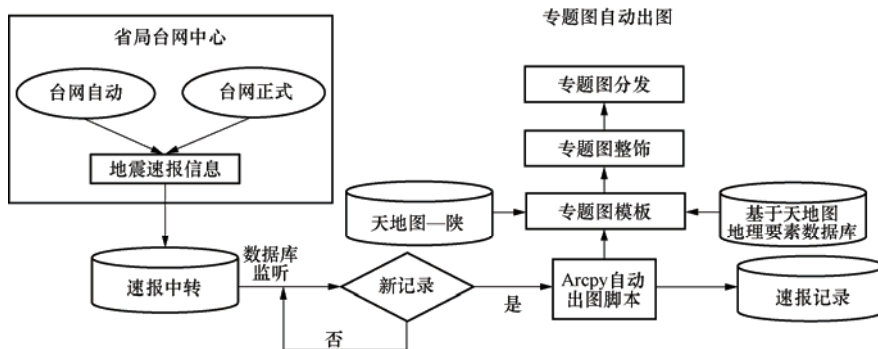 专题图自动出图
省局台网中心
台网自动
台网正式
地震速报信息
专题图分发
专题图整饰
天地图—陕
专题图模板
基于天地图
地理要素数据库
速报中转
数据库
监听
新记录
是
否
Arcpy自动
出图脚本
速报记录